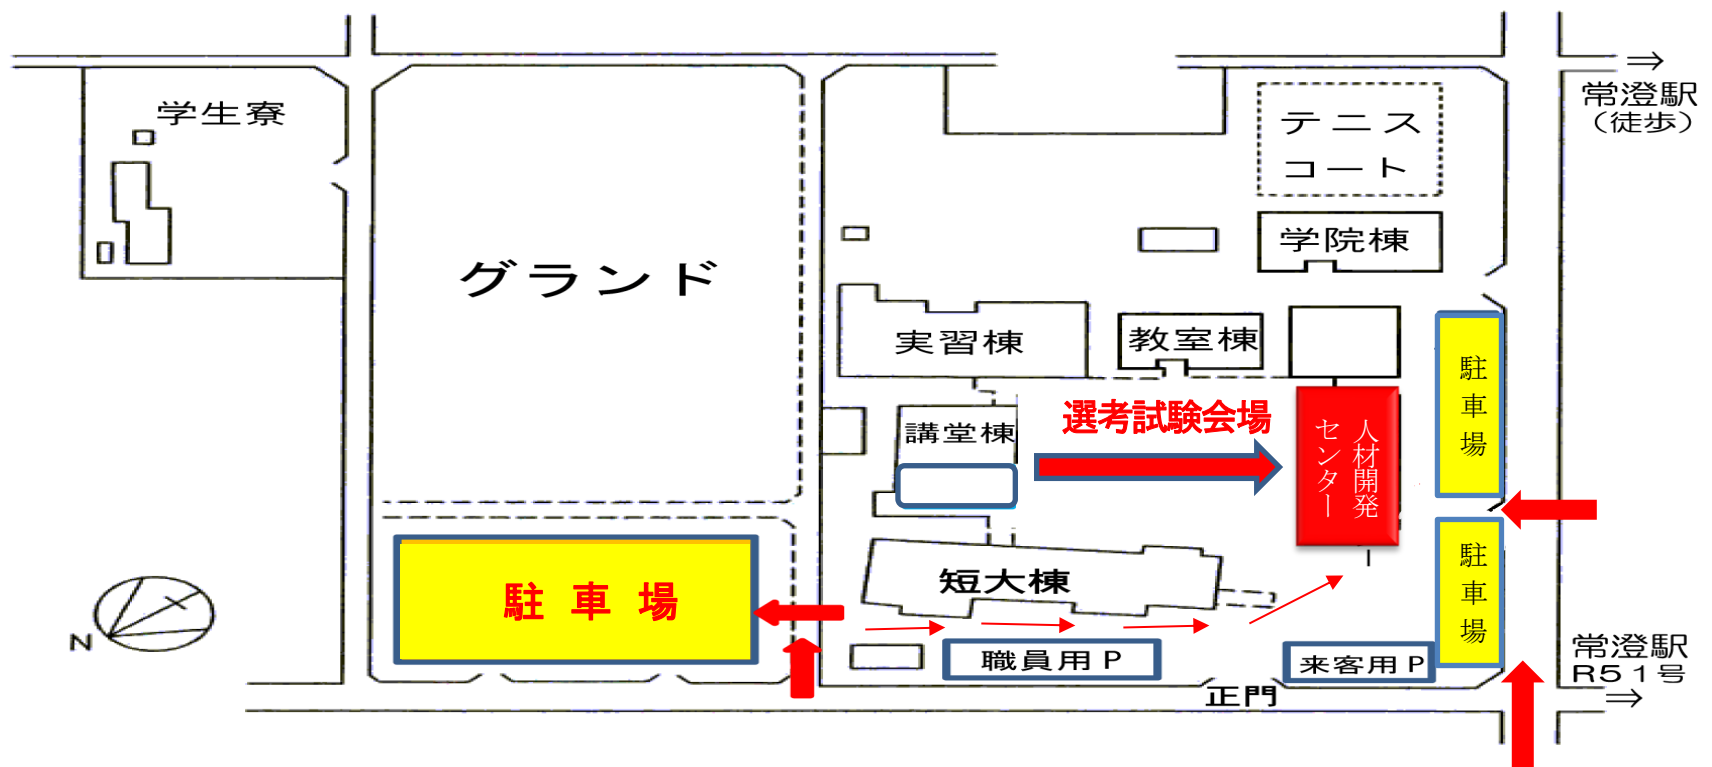 学生寮
グランド
テニス
コート
常澄駅
（徒歩）
学院棟
実習棟
教室棟
駐車場
選考試験会場
人材開発
センター
講堂棟
短大棟
駐車場
駐車場
職員用Ｐ
来客用Ｐ
正門
常澄駅
Ｒ５１号
N